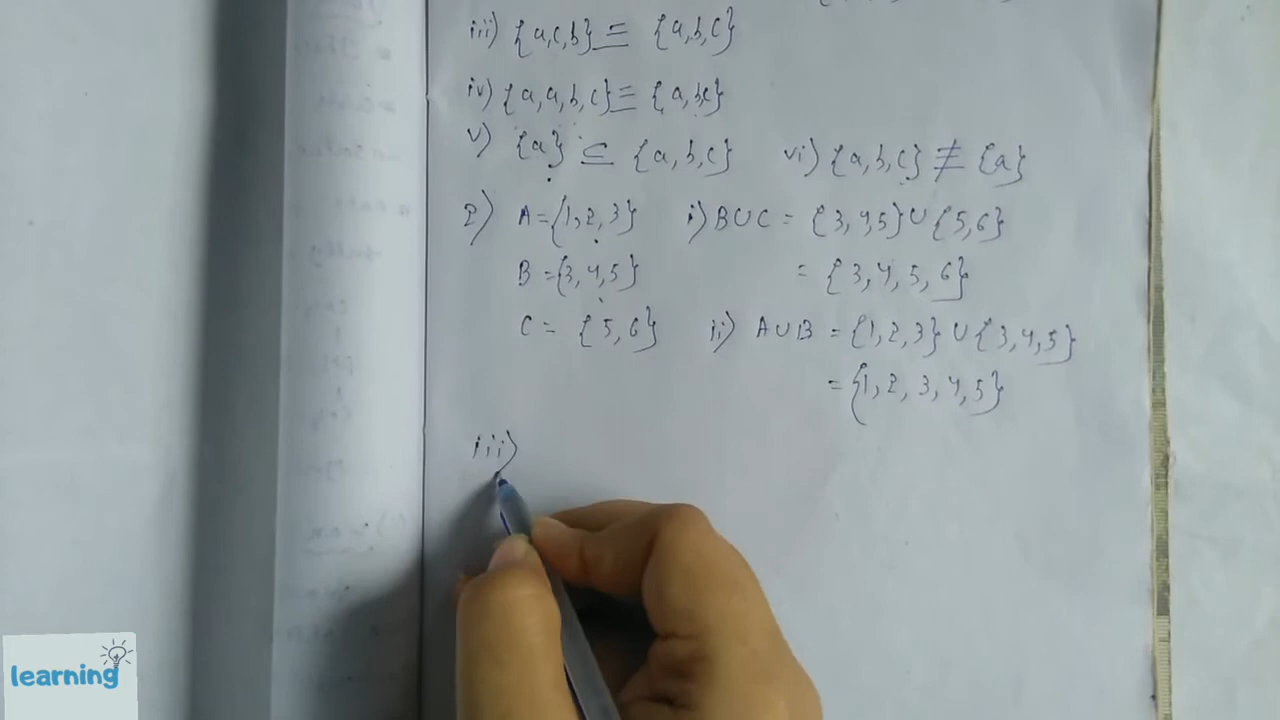 iii) {a,c,b} = {a,b,c}
iv) {a,a,b,c} = {a,b,c}
v) {a} ⊆ {a,b,c} vi) {a,b,c} ≠ {a}
2) A={1,2,3} i) B∪C = {3,4,5}∪{5,6}
B={3,4,5} = {3,4,5,6}
C = {5,6} ii) A∪B = {1,2,3}∪{3,4,5}
={1,2,3,4,5}
iii)
learning